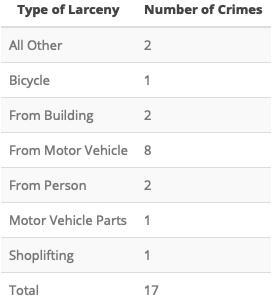 Type of Larceny Number of Crimes
All Other 2
Bicycle 1
From Building 2
From Motor Vehicle 8
From Person 2
Motor Vehicle Parts 1
Shoplifting 1
Total 17